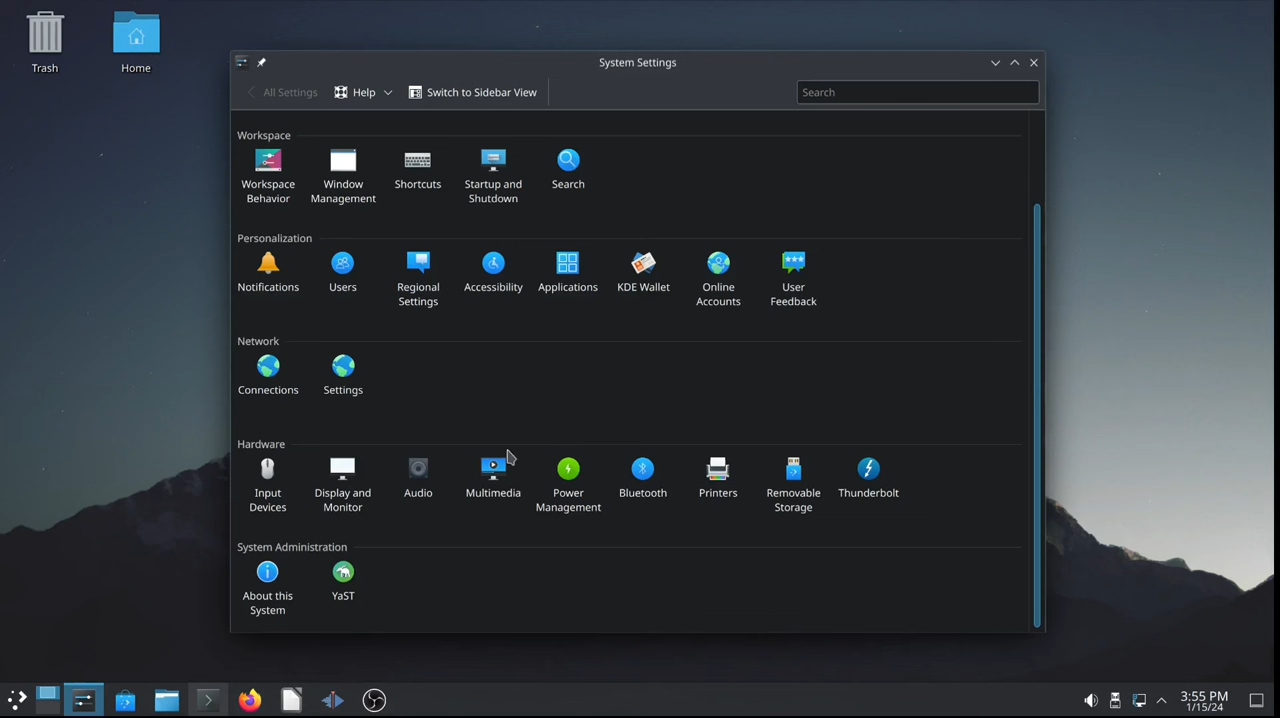 Trash
Home
System Settings
All Settings
Help
Switch to Sidebar View
Search
Workspace
Workspace
Behavior
Window
Management
Shortcuts
Startup and
Shutdown
Search
Personalization
Notifications
Users
Regional
Settings
Accessibility
Applications
KDE Wallet
Online
Accounts
User
Feedback
Network
Connections
Settings
Hardware
Input
Devices
Display and
Monitor
Audio
Multimedia
Power
Management
Bluetooth
Printers
Removable
Storage
Thunderbolt
System Administration
About this
System
YaST
3:55 PM
1/15/24